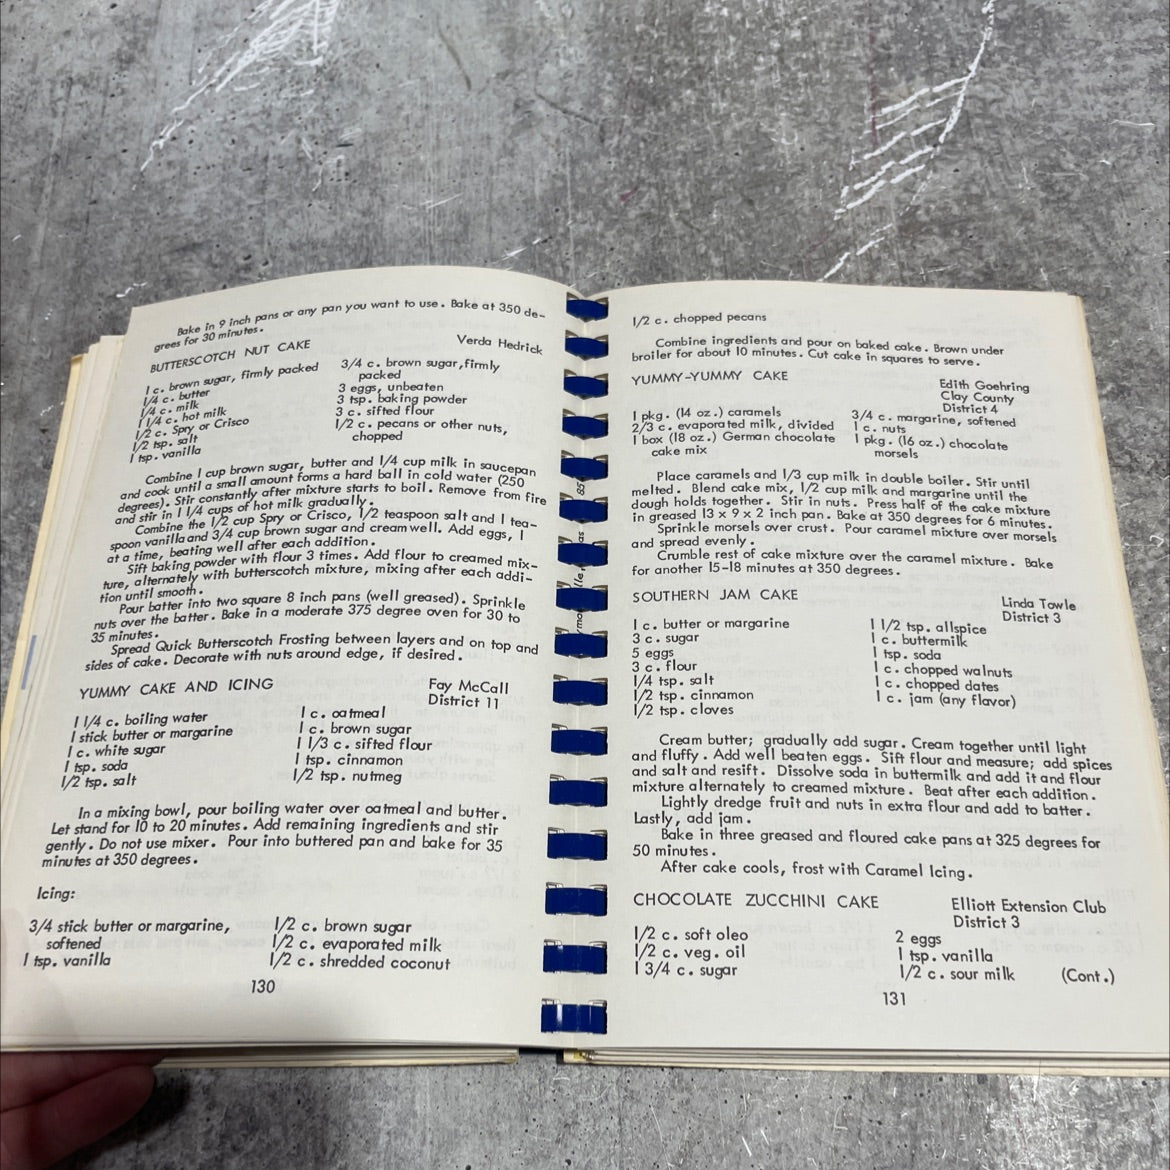 Bake in 9 inch pans or any pan you want to use. Bake at 350 de-
grees for 30 minutes.
BUTTERSCOTCH NUT CAKE
Verda Hedrick
1 c. brown sugar, firmly packed
1/4 c. butter
1/4 c. milk
1 1/4 c. hot milk
1/2 c. Spry or Crisco
1/2 tsp. salt
1 tsp. vanilla
3/4 c. brown sugar,firmly
packed
3 eggs, unbeaten
3 tsp. baking powder
3 c. sifted flour
1/2 c. pecans or other nuts,
chopped
Combine 1 cup brown sugar, butter and 1/4 cup milk in saucepan
and cook until a small amount forms a hard ball in cold water (250
degrees). Stir constantly after mixture starts to boil. Remove from fire
and stir in 1 1/4 cups of hot milk gradually.
Combine the 1/2 cup Spry or Crisco, 1/2 teaspoon salt and 1 tea-
spoon vanilla and 3/4 cup brown sugar and cream well. Add eggs, 1
at a time, beating well after each addition.
Sift baking powder with flour 3 times. Add flour to creamed mix-
ture, alternately with butterscotch mixture, mixing after each addi-
tion until smooth.
Pour batter into two square 8 inch pans (well greased). Sprinkle
nuts over the batter. Bake in a moderate 375 degree oven for 30 to
35 minutes.
Spread Quick Butterscotch Frosting between layers and on top and
sides of cake. Decorate with nuts around edge, if desired.
YUMMY CAKE AND ICING
Fay McCall
District 11
1 1/4 c. boiling water
1 stick butter or margarine
1 c. white sugar
1 tsp. soda
1/2 tsp. salt
1 c. oatmeal
1 c. brown sugar
1 1/3 c. sifted flour
1 tsp. cinnamon
1/2 tsp. nutmeg
In a mixing bowl, pour boiling water over oatmeal and butter.
Let stand for 10 to 20 minutes. Add remaining ingredients and stir
gently. Do not use mixer. Pour into buttered pan and bake for 35
minutes at 350 degrees.
Icing:
3/4 stick butter or margarine,
softened
1 tsp. vanilla
1/2 c. brown sugar
1/2 c. evaporated milk
1/2 c. shredded coconut
130
1/2 c. chopped pecans
Combine ingredients and pour on baked cake. Brown under
broiler for about 10 minutes. Cut cake in squares to serve.
YUMMY-YUMMY CAKE
Edith Goehring
Clay County
District 4
1 pkg. (14 oz.) caramels
2/3 c. evaporated milk, divided
1 box (18 oz.) German chocolate
cake mix
3/4 c. margarine, softened
1 c. nuts
1 pkg. (16 oz.) chocolate
morsels
Place caramels and 1/3 cup milk in double boiler. Stir until
melted. Blend cake mix, 1/2 cup milk and margarine until the
dough holds together. Stir in nuts. Press half of the cake mixture
in greased 13 x 9 x 2 inch pan. Bake at 350 degrees for 6 minutes.
Sprinkle morsels over crust. Pour caramel mixture over morsels
and spread evenly.
Crumble rest of cake mixture over the caramel mixture. Bake
for another 15-18 minutes at 350 degrees.
SOUTHERN JAM CAKE
Linda Towle
District 3
1 c. butter or margarine
3 c. sugar
5 eggs
3 c. flour
1/4 tsp. salt
1/2 tsp. cinnamon
1/2 tsp. cloves
1 1/2 tsp. allspice
1 c. buttermilk
1 tsp. soda
1 c. chopped walnuts
1 c. chopped dates
1 c. jam (any flavor)
Cream butter; gradually add sugar. Cream together until light
and fluffy. Add well beaten eggs. Sift flour and measure; add spices
and salt and resift. Dissolve soda in buttermilk and add it and flour
mixture alternately to creamed mixture. Beat after each addition.
Lightly dredge fruit and nuts in extra flour and add to batter.
Lastly, add jam.
Bake in three greased and floured cake pans at 325 degrees for
50 minutes.
After cake cools, frost with Caramel Icing.
CHOCOLATE ZUCCHINI CAKE
Elliott Extension Club
District 3
1/2 c. soft oleo
1/2 c. veg. oil
1 3/4 c. sugar
2 eggs
1 tsp. vanilla
1/2 c. sour milk
(Cont.)
131